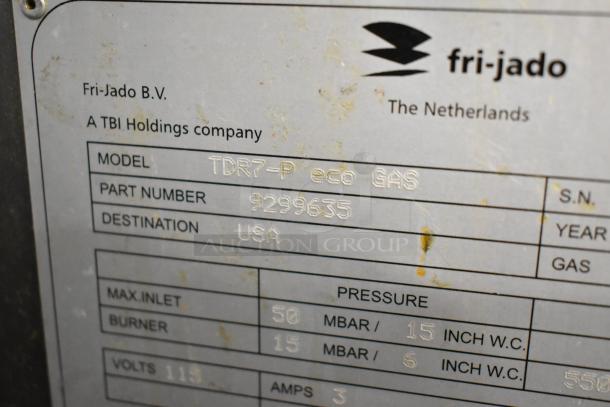 fri-jado
Fri-Jado B.V.
The Netherlands
A TBI Holdings company
MODEL TDR7-P eco GAS S.N.
PART NUMBER 9299635 YEAR
DESTINATION USA GAS
AUCTION GROUP
PRESSURE
MAX.INLET 50 MBAR / 15 INCH W.C.
BURNER 15 MBAR / 6 INCH W.C. 550
VOLTS 115 AMPS 3